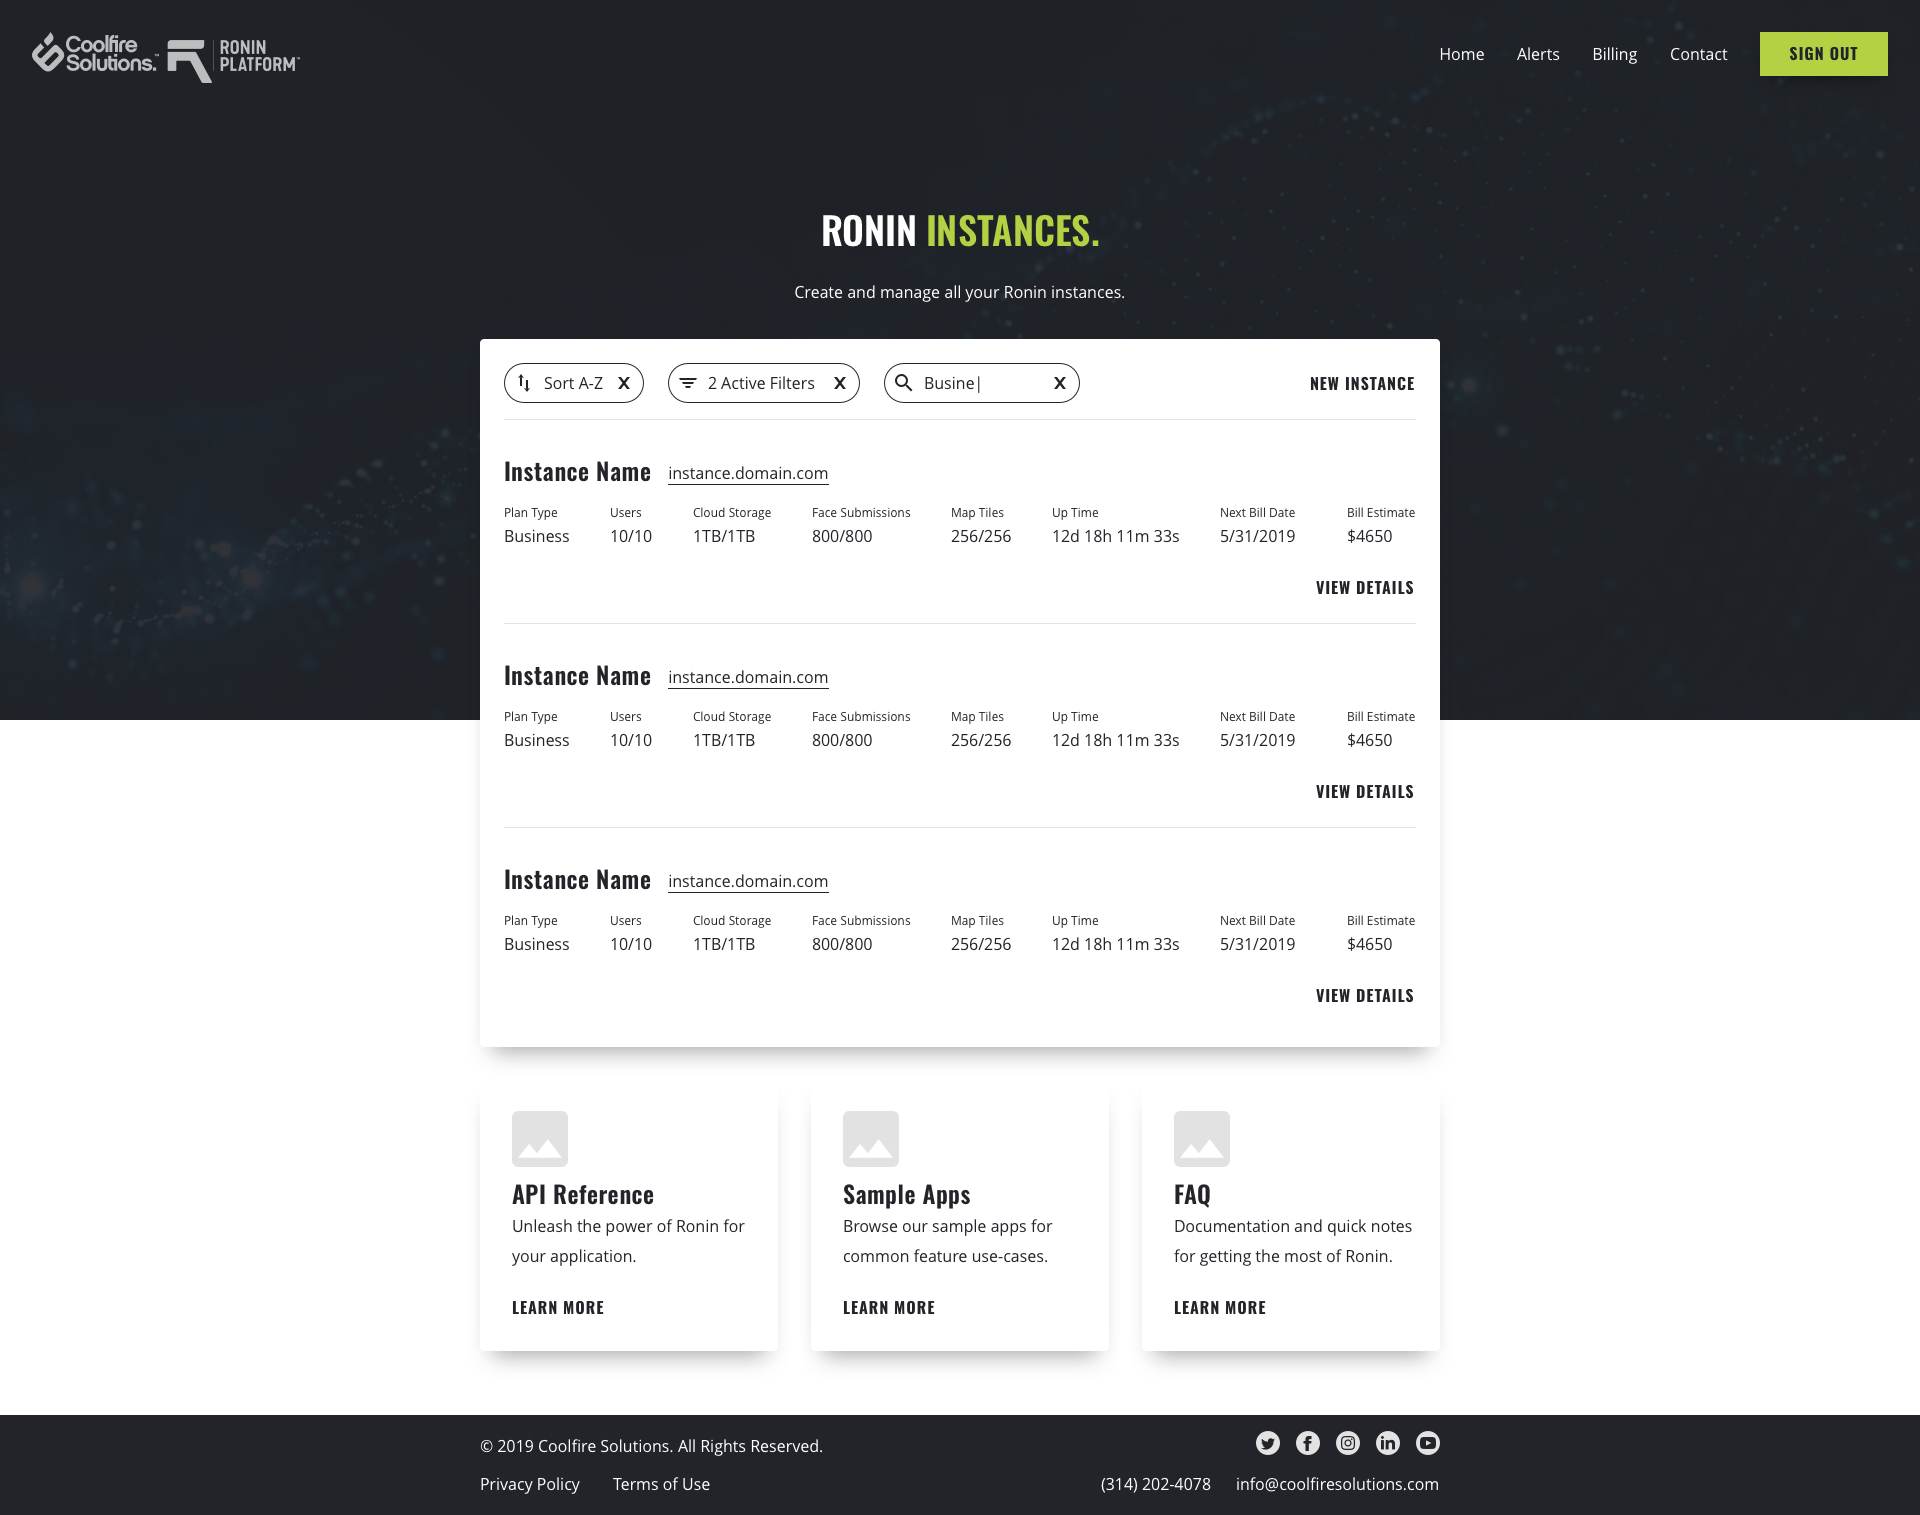 Coolfire Solutions.™ RONIN PLATFORM™
Home Alerts Billing Contact SIGN OUT
RONIN INSTANCES.
Create and manage all your Ronin instances.
Sort A-Z X 2 Active Filters X Busine| X NEW INSTANCE
Instance Name instance.domain.com
Plan Type Users Cloud Storage Face Submissions Map Tiles Up Time Next Bill Date Bill Estimate
Business 10/10 1TB/1TB 800/800 256/256 12d 18h 11m 33s 5/31/2019 $4650
VIEW DETAILS
Instance Name instance.domain.com
Plan Type Users Cloud Storage Face Submissions Map Tiles Up Time Next Bill Date Bill Estimate
Business 10/10 1TB/1TB 800/800 256/256 12d 18h 11m 33s 5/31/2019 $4650
VIEW DETAILS
Instance Name instance.domain.com
Plan Type Users Cloud Storage Face Submissions Map Tiles Up Time Next Bill Date Bill Estimate
Business 10/10 1TB/1TB 800/800 256/256 12d 18h 11m 33s 5/31/2019 $4650
VIEW DETAILS
API Reference
Unleash the power of Ronin for
your application.
LEARN MORE
Sample Apps
Browse our sample apps for
common feature use-cases.
LEARN MORE
FAQ
Documentation and quick notes
for getting the most of Ronin.
LEARN MORE
© 2019 Coolfire Solutions. All Rights Reserved.
Privacy Policy Terms of Use (314) 202-4078 info@coolfiresolutions.com